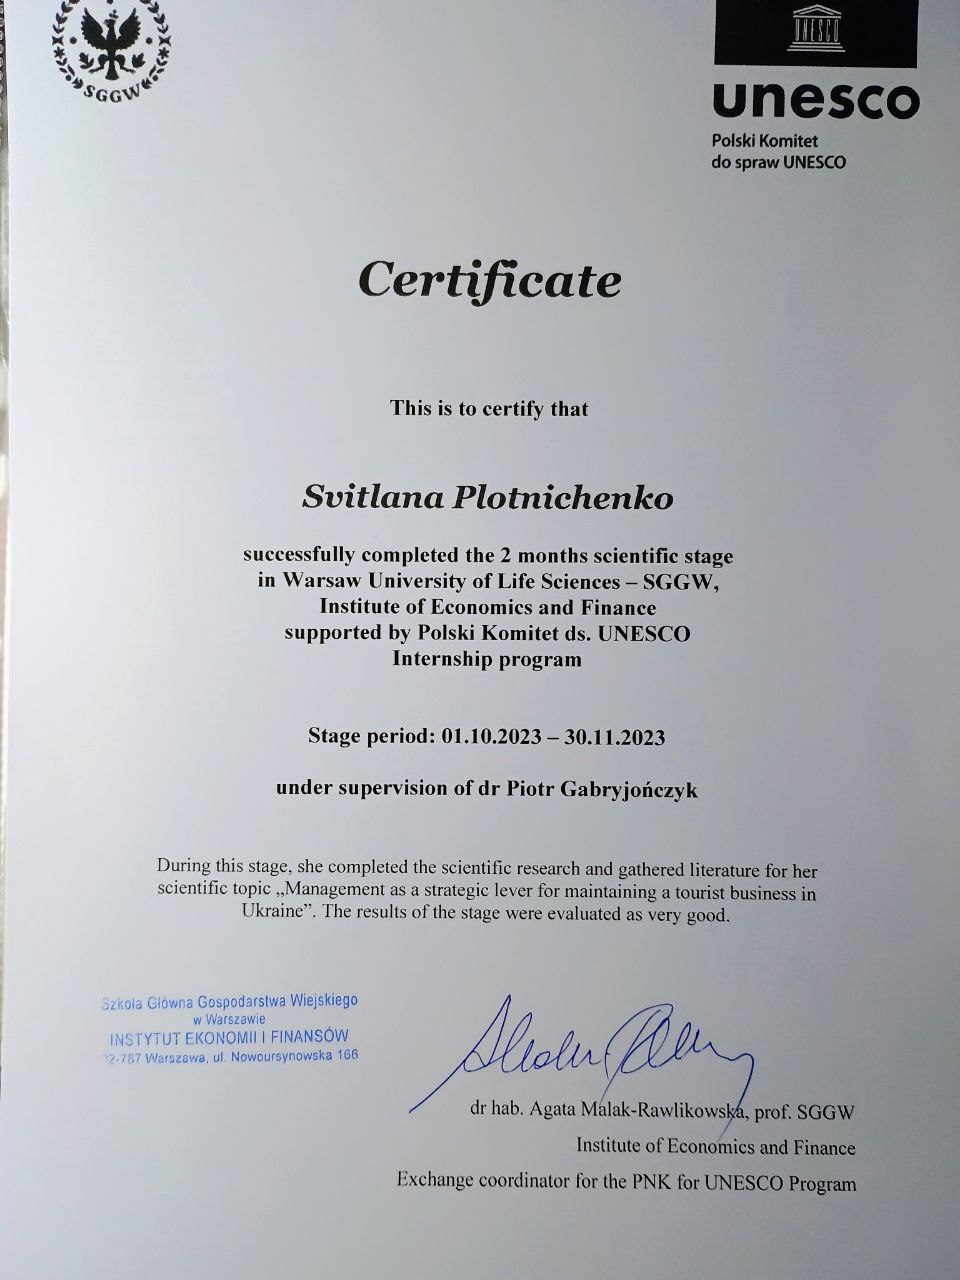 SGGW
UNESCO
unesco
Polski Komitet
do spraw UNESCO
Certificate
This is to certify that
Svitlana Plotnichenko
successfully completed the 2 months scientific stage
in Warsaw University of Life Sciences – SGGW,
Institute of Economics and Finance
supported by Polski Komitet ds. UNESCO
Internship program
Stage period: 01.10.2023 – 30.11.2023
under supervision of dr Piotr Gabryjończyk
During this stage, she completed the scientific research and gathered literature for her
scientific topic „Management as a strategic lever for maintaining a tourist business in
Ukraine”. The results of the stage were evaluated as very good.
Szkoła Główna Gospodarstwa Wiejskiego
w Warszawie
INSTYTUT EKONOMII I FINANSÓW
02-787 Warszawa, ul. Nowoursynowska 166
dr hab. Agata Malak-Rawlikowska, prof. SGGW
Institute of Economics and Finance
Exchange coordinator for the PNK for UNESCO Program